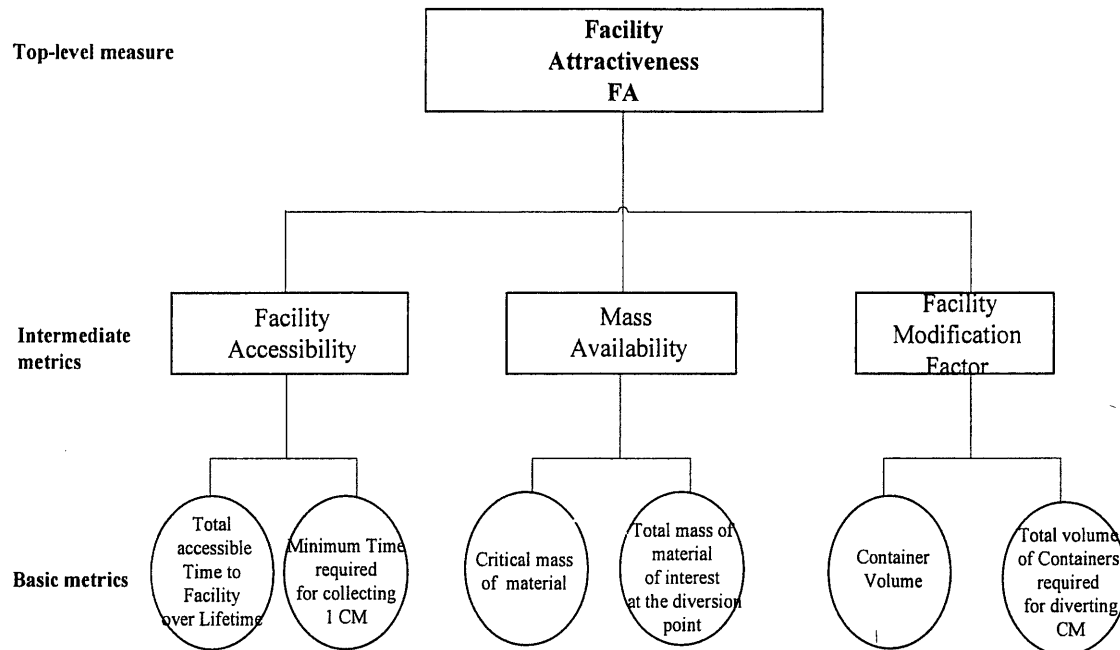 Top-level measure
Facility
Attractiveness
FA
Intermediate
metrics
Facility
Accessibility
Mass
Availability
Facility
Modification
Factor
Basic metrics
Total
accessible
Time to
Facility
over Lifetime
Minimum Time
required
for collecting
1 CM
Critical mass
of material
Total mass of
material
of interest
at the diversion
point
Container
Volume
Total volume
of Containers
required
for diverting
CM